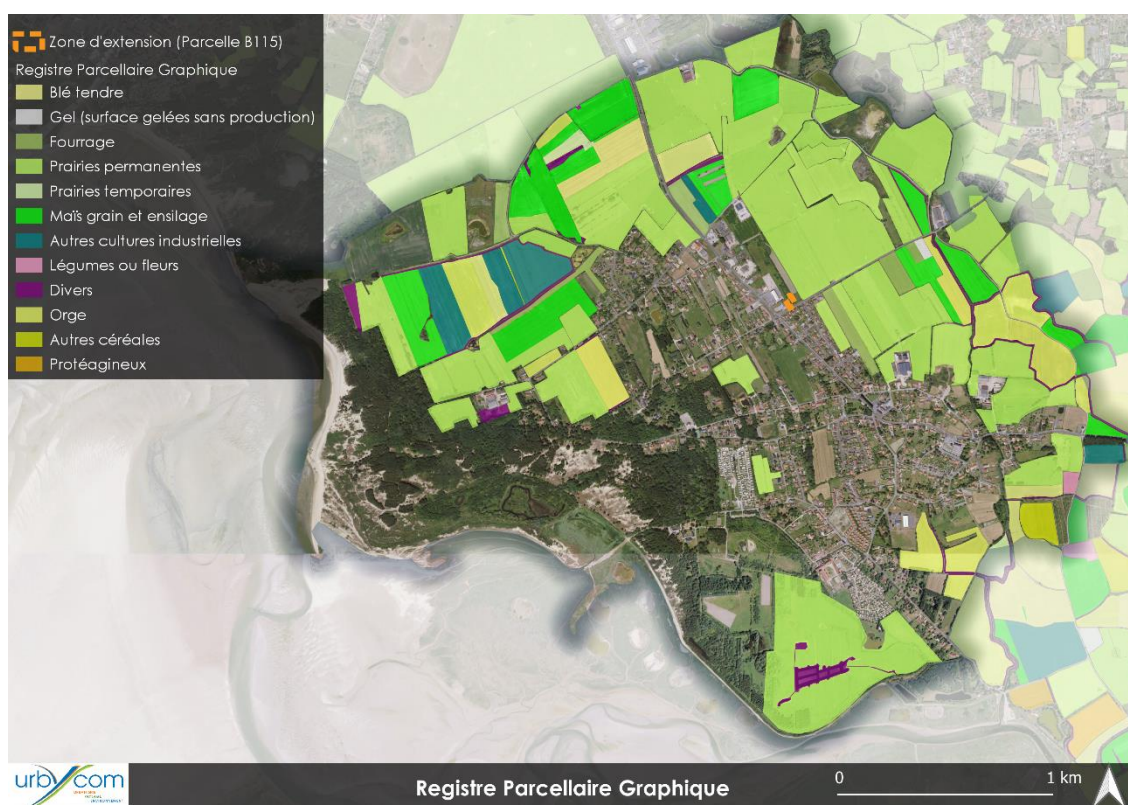 Zone d'extension (Parcelle B115)
Registre Parcellaire Graphique
Blé tendre
Gel (surface gelées sans production)
Fourrage
Prairies permanentes
Prairies temporaires
Maïs grain et ensilage
Autres cultures industrielles
Légumes ou fleurs
Divers
Orge
Autres céréales
Protéagineux
urbycom
Registre Parcellaire Graphique
0 1 km